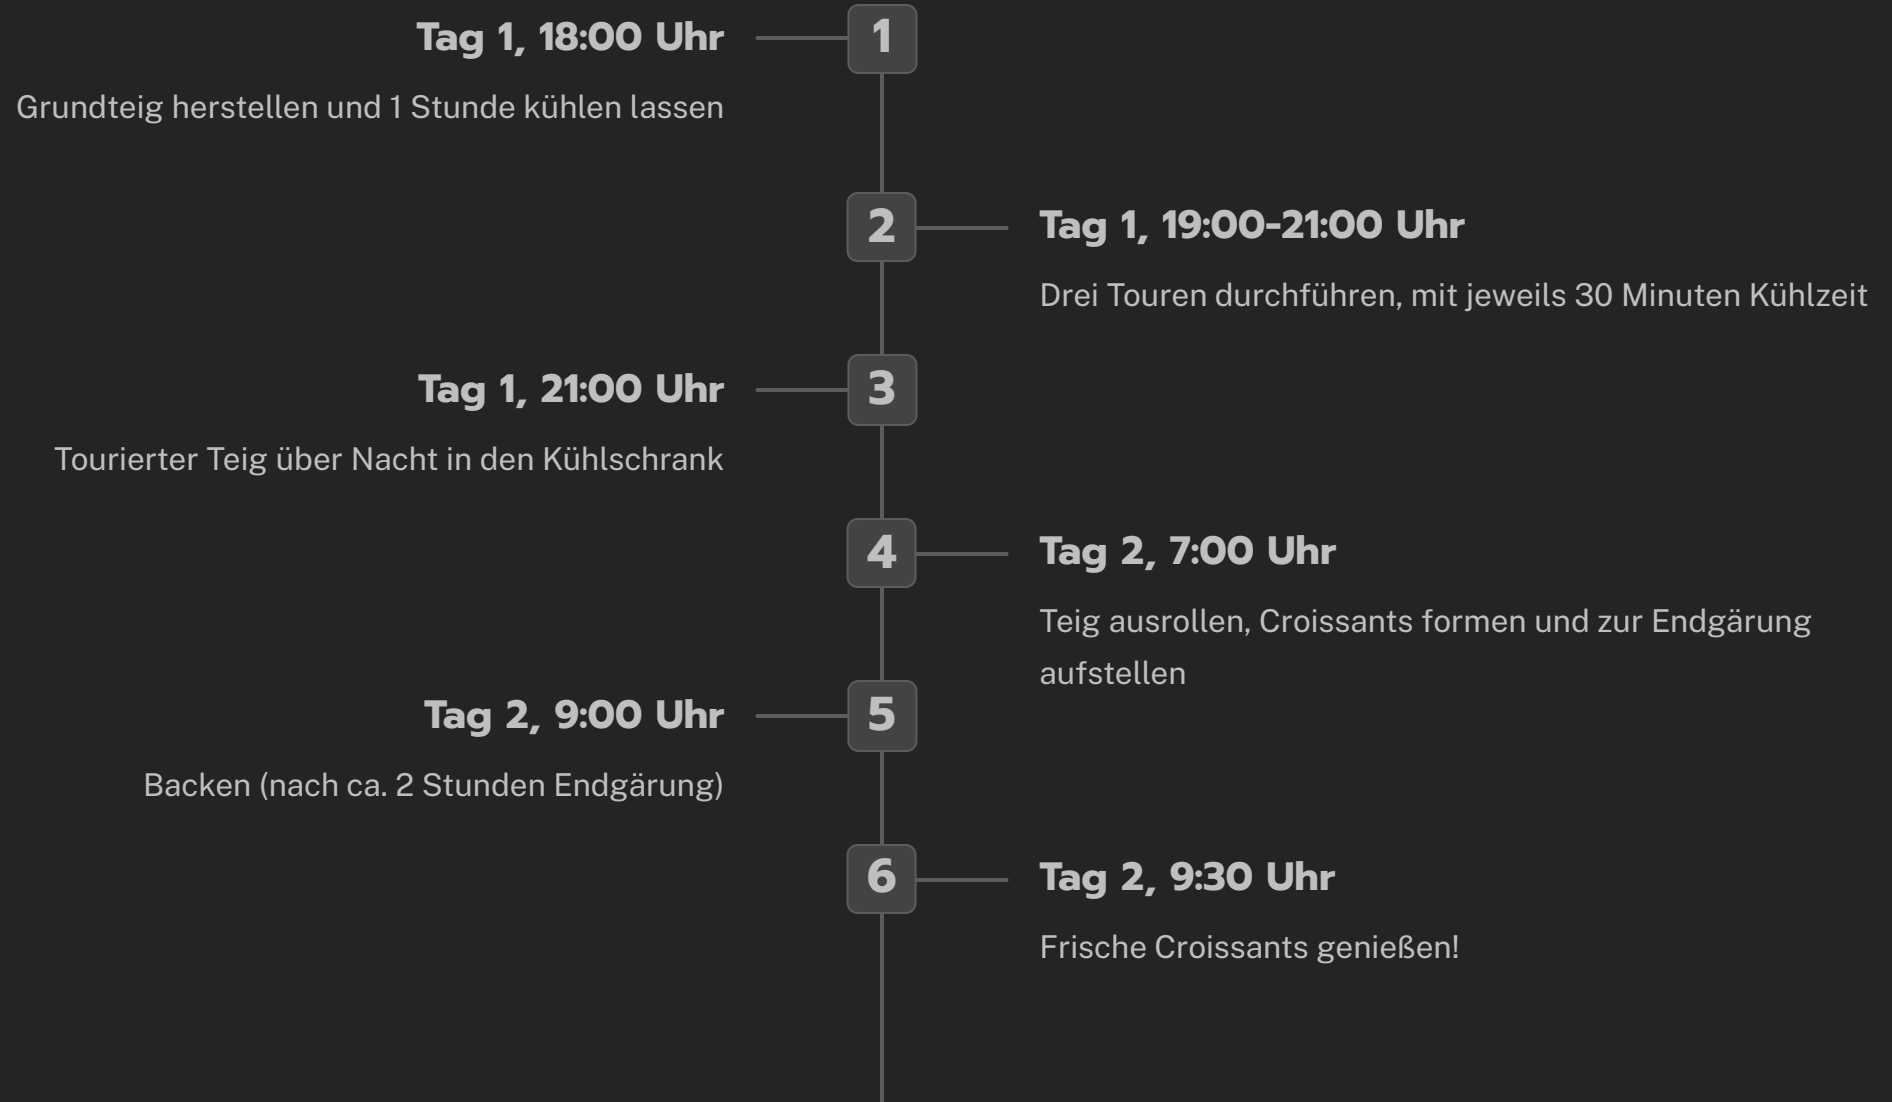 1
Tag 1, 18:00 Uhr
Grundteig herstellen und 1 Stunde kühlen lassen
2
Tag 1, 19:00-21:00 Uhr
Drei Touren durchführen, mit jeweils 30 Minuten Kühlzeit
3
Tag 1, 21:00 Uhr
Tourierter Teig über Nacht in den Kühlschrank
4
Tag 2, 7:00 Uhr
Teig ausrollen, Croissants formen und zur Endgärung
aufstellen
5
Tag 2, 9:00 Uhr
Backen (nach ca. 2 Stunden Endgärung)
6
Tag 2, 9:30 Uhr
Frische Croissants genießen!